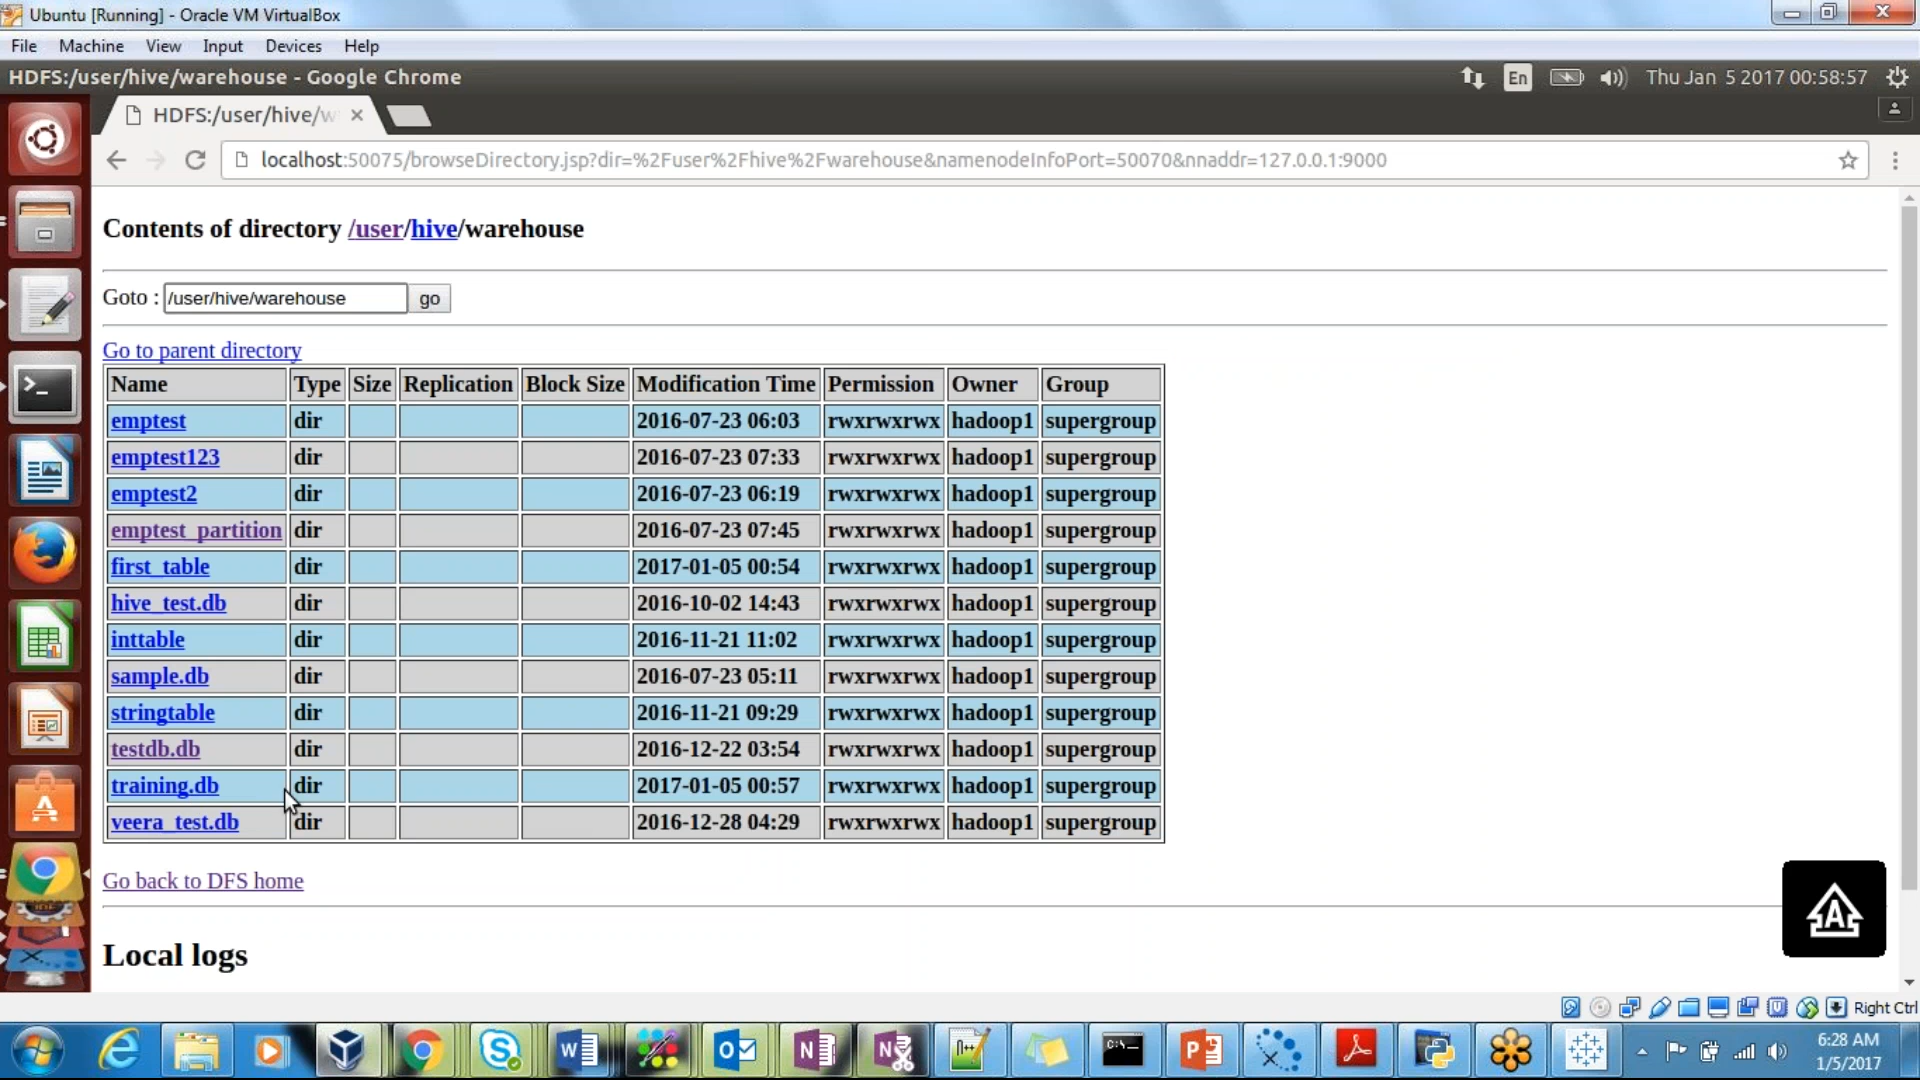 Ubuntu [Running] - Oracle VM VirtualBox
File Machine View Input Devices Help
HDFS:/user/hive/warehouse - Google Chrome
En
Thu Jan 5 2017 00:58:57
HDFS:/user/hive/w
localhost:50075/browseDirectory.jsp?dir=%2Fuser%2Fhive%2Fwarehouse&namenodeInfoPort=50070&nnaddr=127.0.0.1:9000
Contents of directory /user/hive/warehouse
Goto : /user/hive/warehouse go
Go to parent directory
Name Type Size Replication Block Size Modification Time Permission Owner Group
emptest dir 2016-07-23 06:03 rwxrwxrwx hadoop1 supergroup
emptest123 dir 2016-07-23 07:33 rwxrwxrwx hadoop1 supergroup
emptest2 dir 2016-07-23 06:19 rwxrwxrwx hadoop1 supergroup
emptest_partition dir 2016-07-23 07:45 rwxrwxrwx hadoop1 supergroup
first_table dir 2017-01-05 00:54 rwxrwxrwx hadoop1 supergroup
hive_test.db dir 2016-10-02 14:43 rwxrwxrwx hadoop1 supergroup
inttable dir 2016-11-21 11:02 rwxrwxrwx hadoop1 supergroup
sample.db dir 2016-07-23 05:11 rwxrwxrwx hadoop1 supergroup
stringtable dir 2016-11-21 09:29 rwxrwxrwx hadoop1 supergroup
testdb.db dir 2016-12-22 03:54 rwxrwxrwx hadoop1 supergroup
training.db dir 2017-01-05 00:57 rwxrwxrwx hadoop1 supergroup
veera_test.db dir 2016-12-28 04:29 rwxrwxrwx hadoop1 supergroup
Go back to DFS home
A
Local logs
Right Ctrl
6:28 AM
1/5/2017